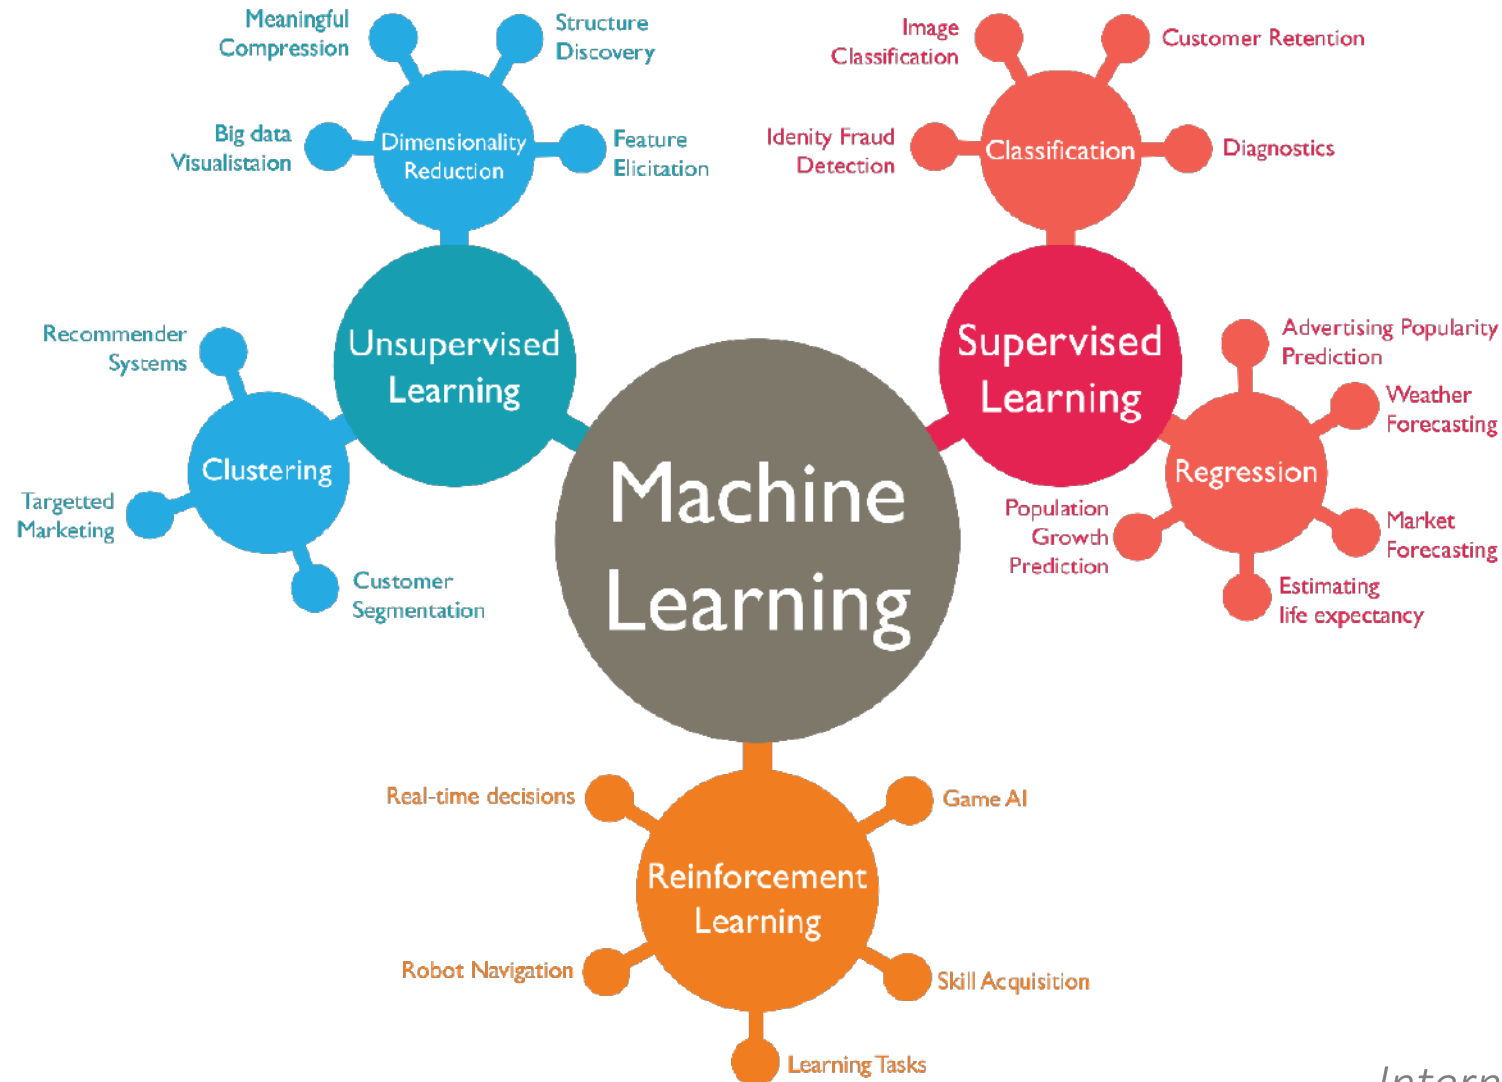 Meaningful
Compression
Structure
Discovery
Big data
Visualistaion
Dimensionality
Reduction
Feature
Elicitation
Image
Classification
Customer Retention
Idenity Fraud
Detection
Classification
Diagnostics
Recommender
Systems
Unsupervised
Learning
Clustering
Targetted
Marketing
Customer
Segmentation
Supervised
Learning
Advertising Popularity
Prediction
Weather
Forecasting
Regression
Population
Growth
Prediction
Market
Forecasting
Estimating
life expectancy
Machine
Learning
Real-time decisions
Game AI
Reinforcement
Learning
Robot Navigation
Skill Acquisition
Learning Tasks